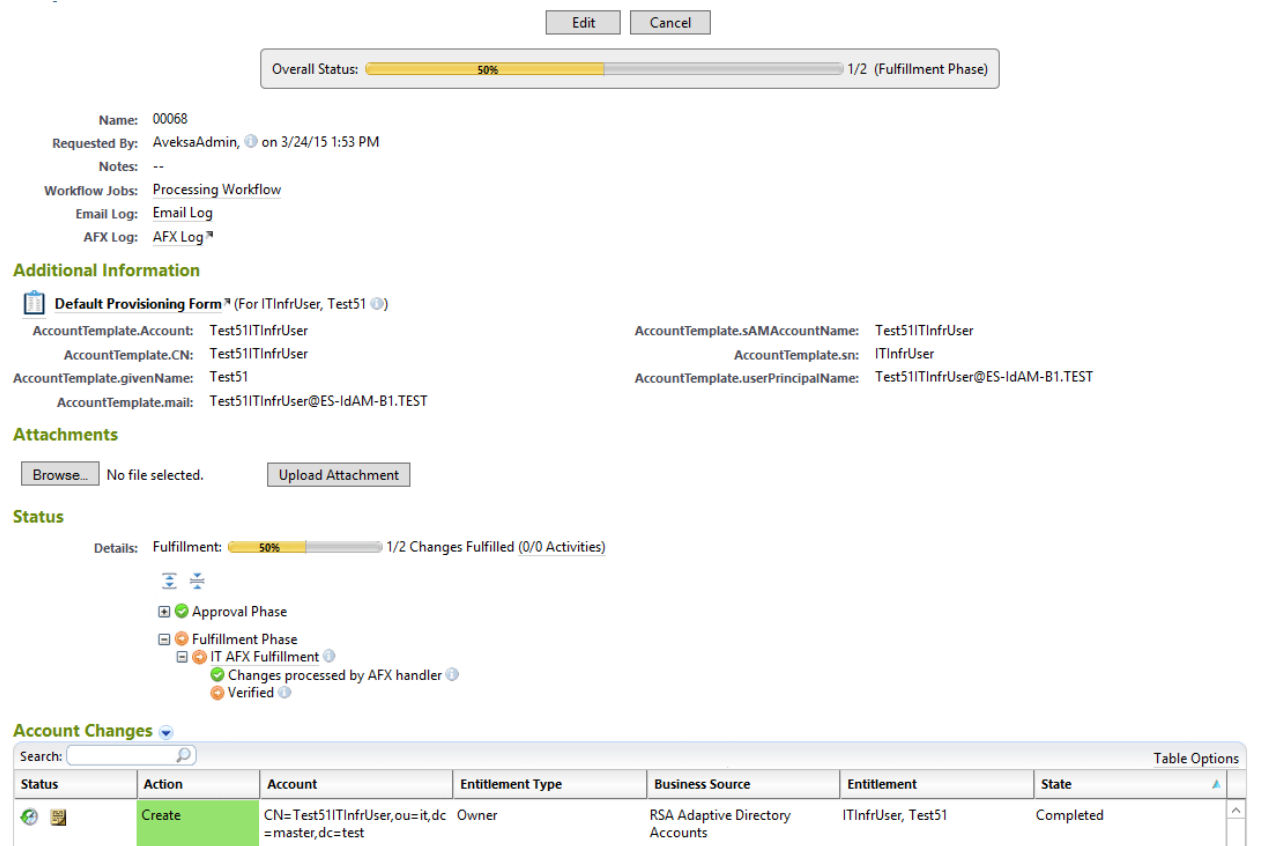 Edit Cancel
Overall Status: 50% 1/2 (Fulfillment Phase)
Name: 00068
Requested By: AveksaAdmin, on 3/24/15 1:53 PM
Notes: --
Workflow Jobs: Processing Workflow
Email Log: Email Log
AFX Log: AFX Log
Additional Information
Default Provisioning Form (For ITInfrUser, Test51 )
AccountTemplate.Account: Test51ITInfrUser AccountTemplate.sAMAccountName: Test51ITInfrUser
AccountTemplate.CN: Test51ITInfrUser AccountTemplate.sn: ITInfrUser
AccountTemplate.givenName: Test51 AccountTemplate.userPrincipalName: Test51ITInfrUser@ES-IdAM-B1.TEST
AccountTemplate.mail: Test51ITInfrUser@ES-IdAM-B1.TEST
Attachments
Browse... No file selected. Upload Attachment
Status
Details: Fulfillment: 50% 1/2 Changes Fulfilled (0/0 Activities)
Approval Phase
Fulfillment Phase
IT AFX Fulfillment
Changes processed by AFX handler
Verified
Account Changes
Search: Table Options
Status Action Account Entitlement Type Business Source Entitlement State
Create CN=Test51ITInfrUser,ou=it,dc Owner RSA Adaptive Directory ITInfrUser, Test51 Completed
=master,dc=test Accounts